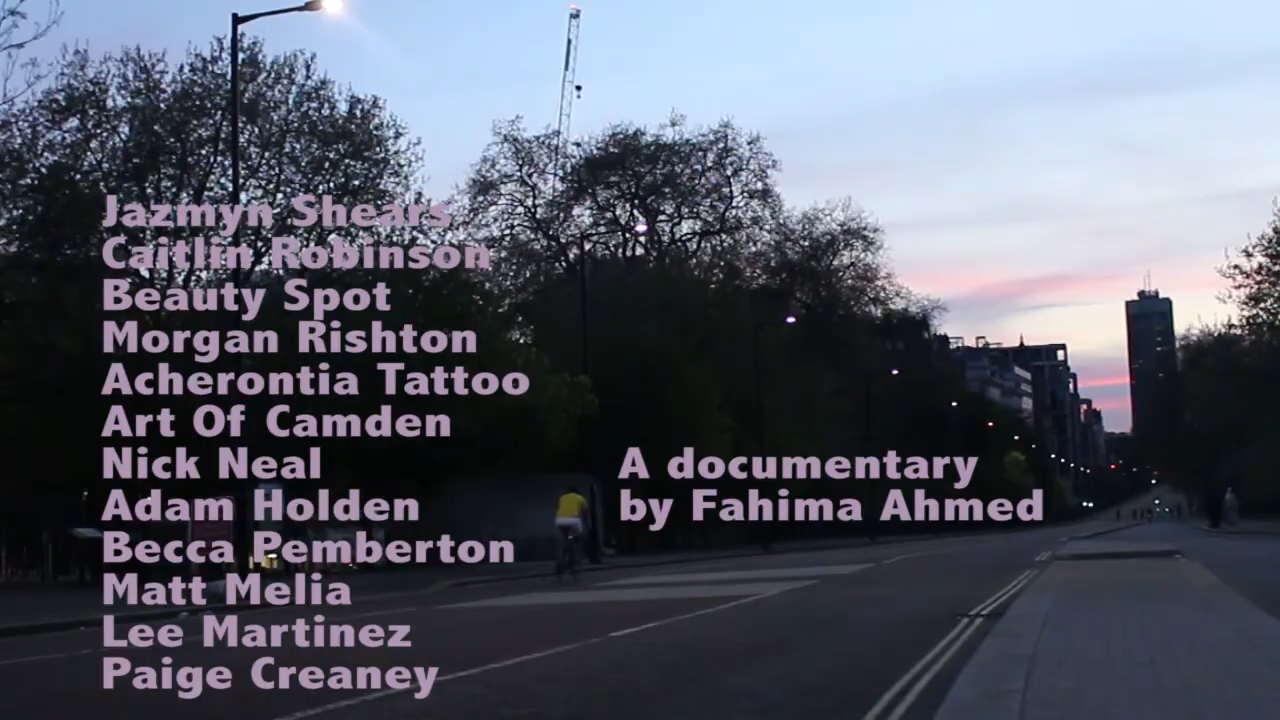 Jazmyn Shears
Caitlin Robinson
Beauty Spot
Morgan Rishton
Acherontia Tattoo
Art Of Camden
Nick Neal
Adam Holden
Becca Pemberton
Matt Melia
Lee Martinez
Paige Creaney
A documentary
by Fahima Ahmed